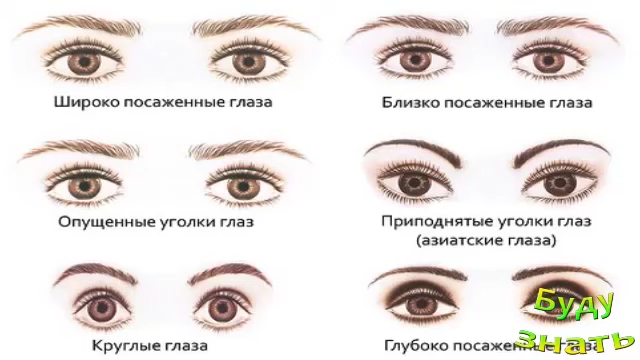 Широко посаженные глаза
Близко посаженные глаза
Опущенные уголки глаз
Приподнятые уголки глаз
(азиатские глаза)
Круглые глаза
Глубоко посаженные глаза
Буду
знать